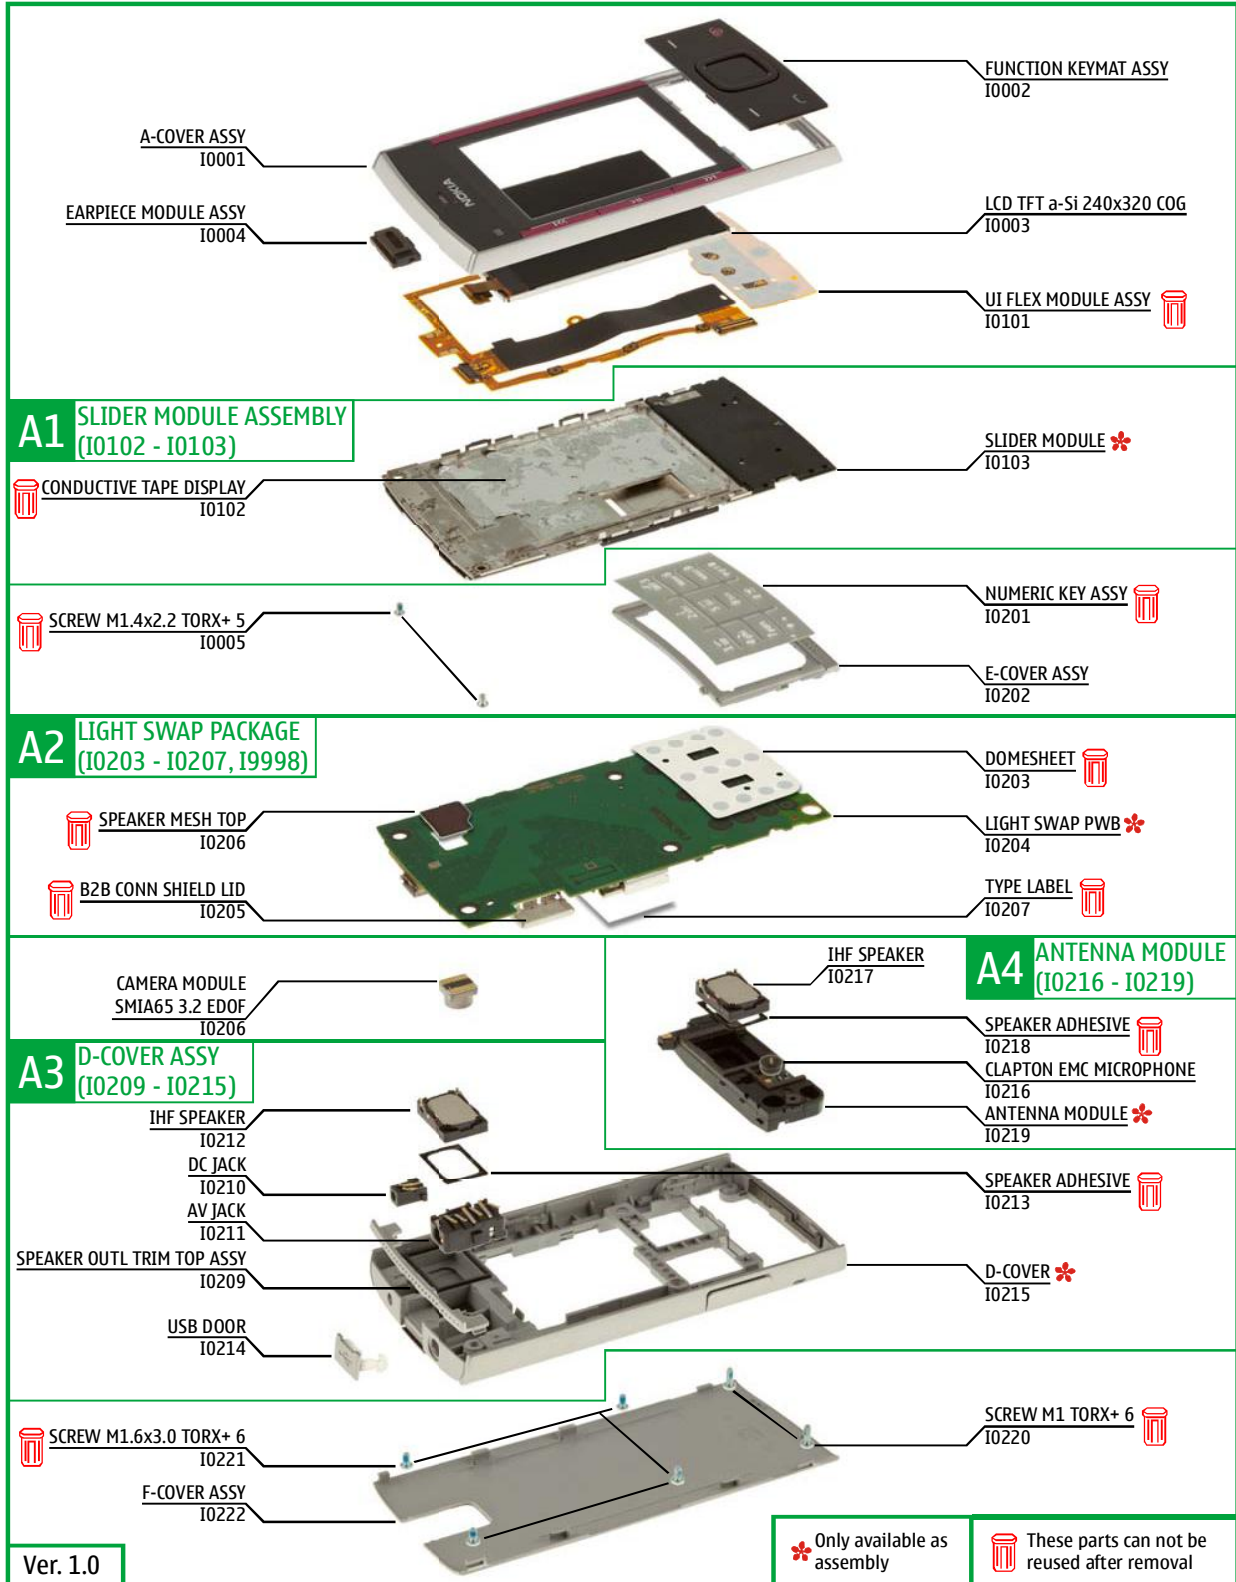 FUNCTION KEYMAT ASSY
I0002
A-COVER ASSY
I0001
NOKIA
EARPIECE MODULE ASSY
I0004
LCD TFT a-Si 240x320 COG
I0003
UI FLEX MODULE ASSY
I0101
A1 SLIDER MODULE ASSEMBLY
(I0102 - I0103)
SLIDER MODULE
I0103
CONDUCTIVE TAPE DISPLAY
I0102
NUMERIC KEY ASSY
I0201
SCREW M1.4x2.2 TORX+ 5
I0005
E-COVER ASSY
I0202
A2 LIGHT SWAP PACKAGE
(I0203 - I0207, I9998)
DOMESHEET
I0203
SPEAKER MESH TOP
I0206
LIGHT SWAP PWB
I0204
B2B CONN SHIELD LID
I0205
TYPE LABEL
I0207
CAMERA MODULE
SMIA65 3.2 EDOF
I0206
A4 ANTENNA MODULE
(I0216 - I0219)
IHF SPEAKER
I0217
SPEAKER ADHESIVE
I0218
CLAPTON EMC MICROPHONE
I0216
ANTENNA MODULE
I0219
A3 D-COVER ASSY
(I0209 - I0215)
IHF SPEAKER
I0212
DC JACK
I0210
AV JACK
I0211
SPEAKER OUTL TRIM TOP ASSY
I0209
USB DOOR
I0214
SPEAKER ADHESIVE
I0213
D-COVER
I0215
SCREW M1.6x3.0 TORX+ 6
I0221
SCREW M1 TORX+ 6
I0220
F-COVER ASSY
I0222
Ver. 1.0
Only available as
assembly
These parts can not be
reused after removal